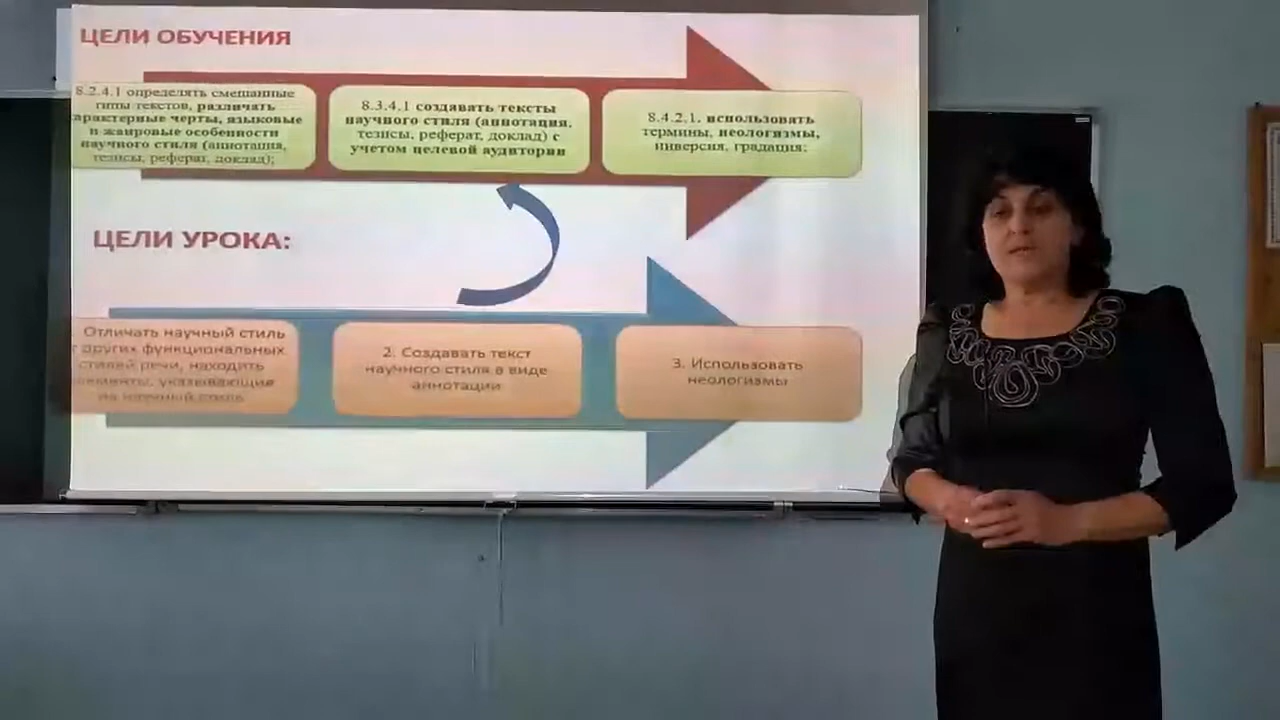 ЦЕЛИ ОБУЧЕНИЯ
8.2.4.1 определять смешанные
типы текстов, различать
характерные черты, языковые
и жанровые особенности
научного стиля (аннотация,
тезисы, реферат, доклад);
8.3.4.1 создавать тексты
научного стиля (аннотация,
тезисы, реферат, доклад) с
учетом целевой аудитории
8.4.2.1. использовать
термины, неологизмы,
инверсия, градация;
ЦЕЛИ УРОКА:
Отличать научный стиль
других функциональных
стилей речи, находить
элементы, указывающие
на научный стиль
2. Создавать текст
научного стиля в виде
аннотации
3. Использовать
неологизмы